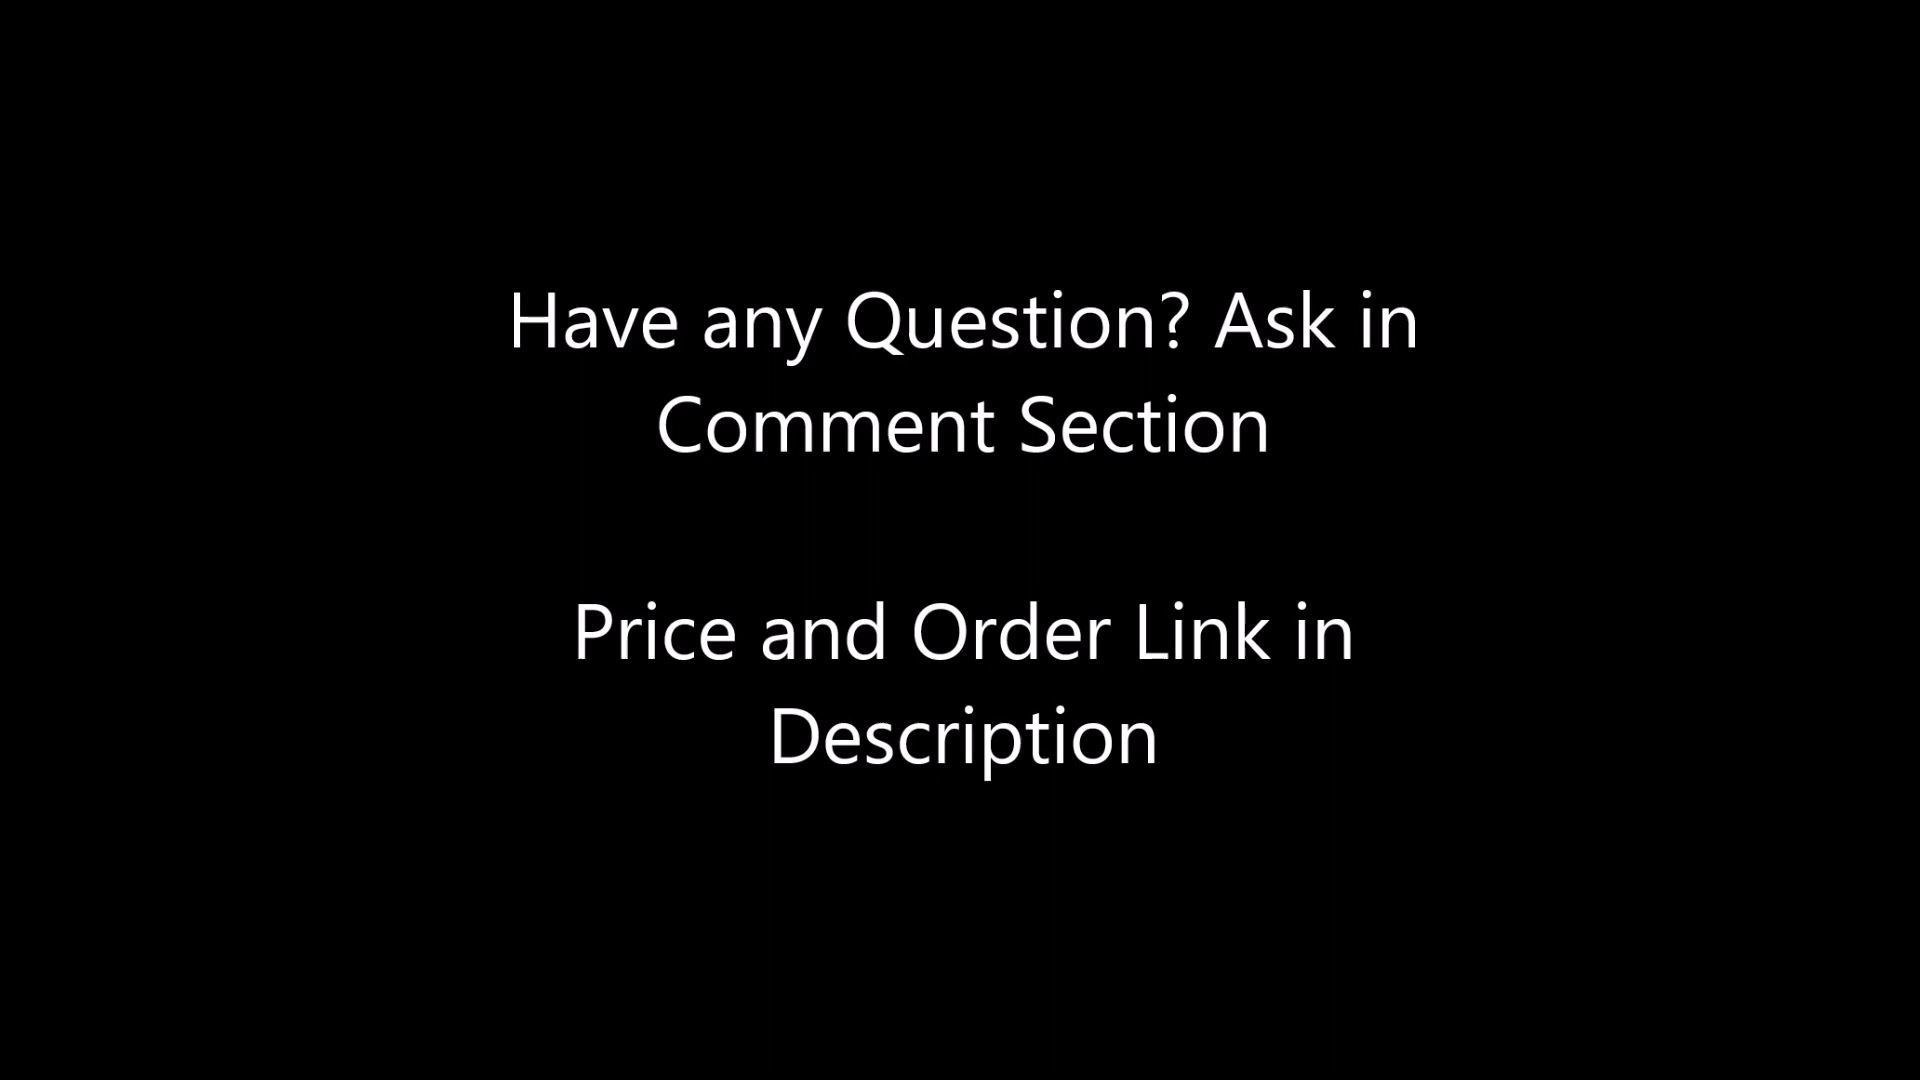 Have any Question? Ask in
Comment Section
Price and Order Link in
Description